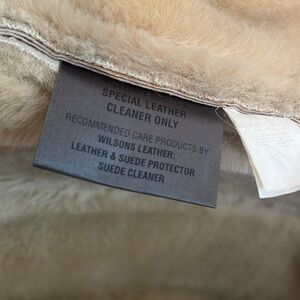 SPECIAL LEATHER
CLEANER ONLY
RECOMMENDED CARE PRODUCTS BY
WILSONS LEATHER:
LEATHER & SUEDE PROTECTOR
SUEDE CLEANER